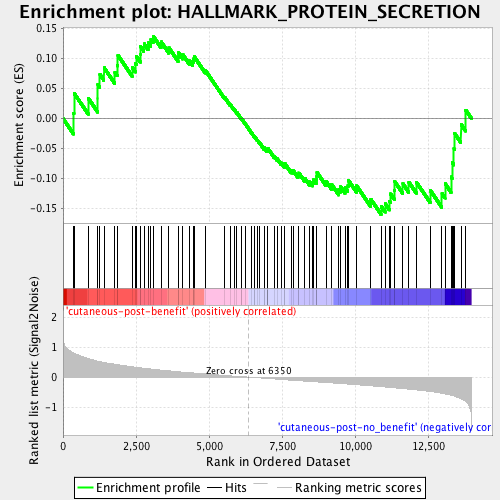 Enrichment plot: HALLMARK_PROTEIN_SECRETION
Enrichment score (ES)
0.15
0.10
0.05
0.00
-0.05
-0.10
-0.15
'cutaneous-post-benefit' (positively correlated)
Ranked list metric (Signal2Noise)
2
1
0
-1
Zero cross at 6350
'cutaneous-post-no_benefit' (negatively cor
0
2,500
5,000
7,500
10,000
12,500
Rank in Ordered Dataset
Enrichment profile
Hits
Ranking metric scores